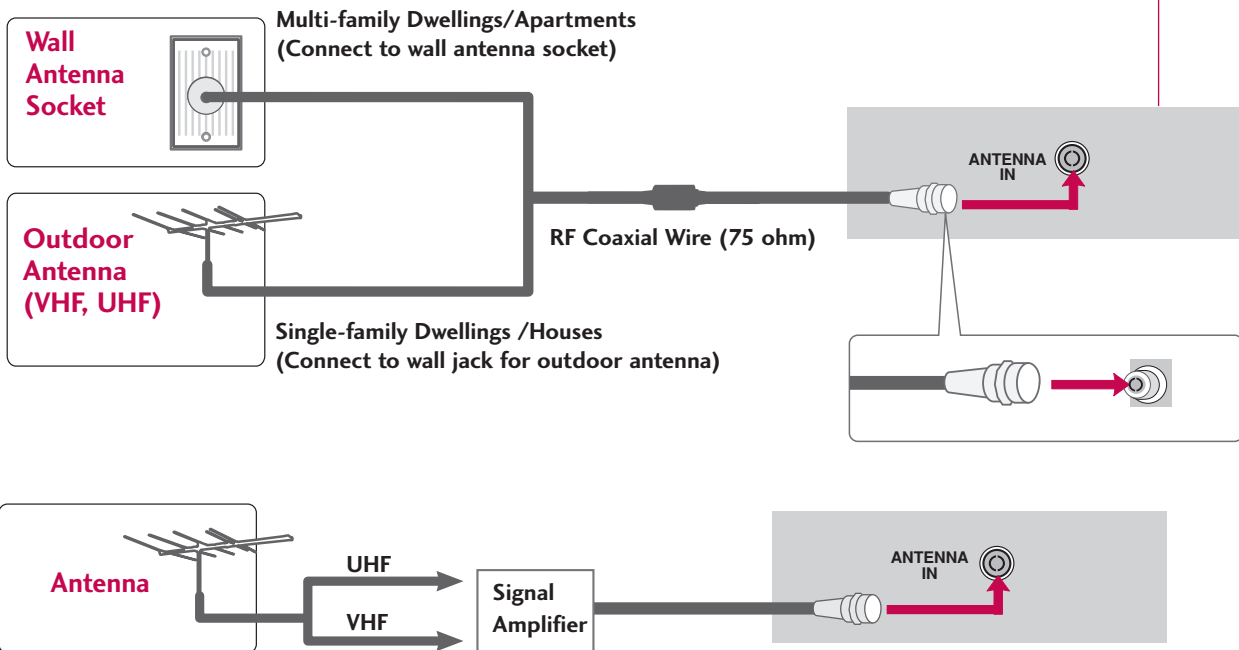 Wall
Antenna
Socket
Multi-family Dwellings/Apartments
(Connect to wall antenna socket)
ANTENNA
IN
RF Coaxial Wire (75 ohm)
Outdoor
Antenna
(VHF, UHF)
Single-family Dwellings /Houses
(Connect to wall jack for outdoor antenna)
Antenna
UHF
VHF
Signal
Amplifier
ANTENNA
IN